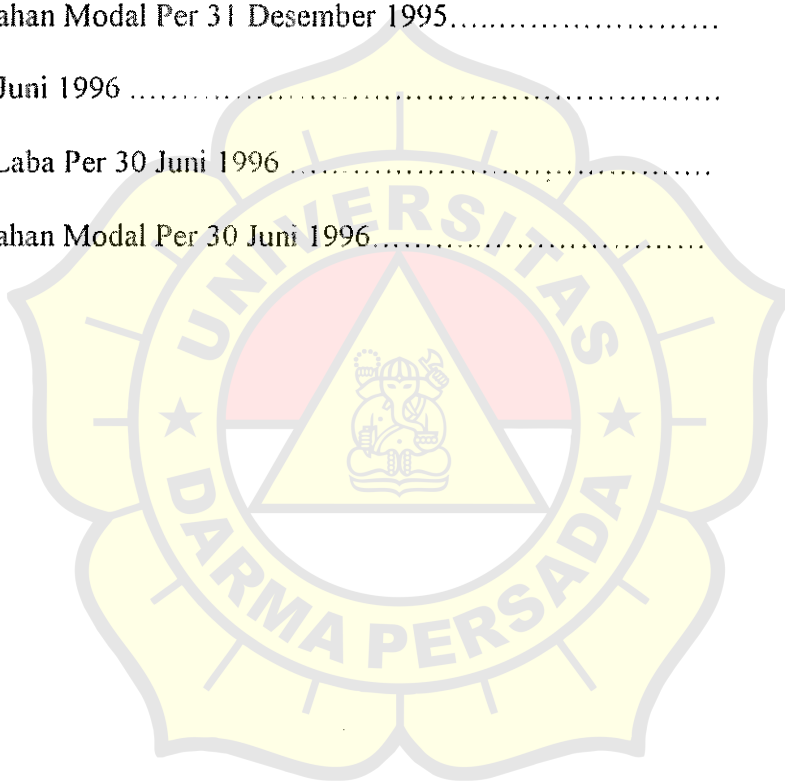 ahan Modal Per 31 Desember 1995..........................
Juni 1996 ........................................................
Laba Per 30 Juni 1996 .........................................
ahan Modal Per 30 Juni 1996................................
UNIVERSITAS
DARMA PERSADA